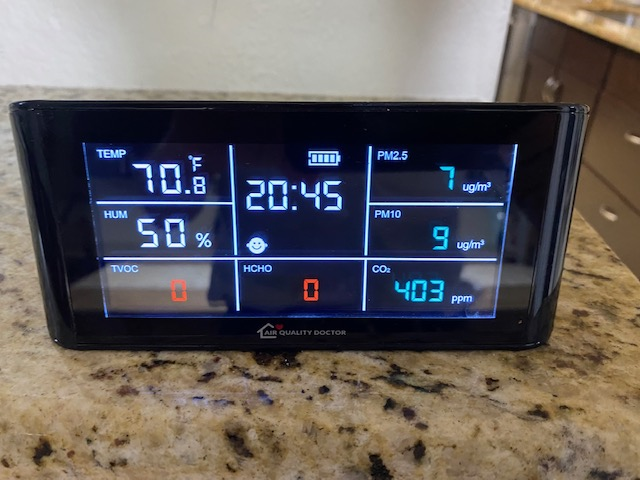 TEMP
70.8 °F
HUM
50 %
TVOC
0
20:45
HCHO
0
PM2.5
7 ug/m³
PM10
9 ug/m³
CO₂
403 ppm
AIR QUALITY DOCTOR